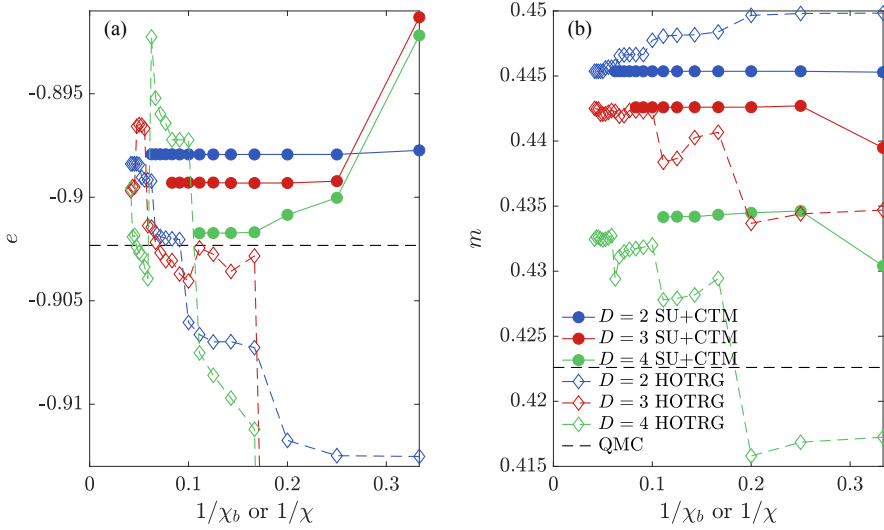 (a)
-0.895
-0.9
-0.905
-0.91
e
0
0.1
0.2
0.3
1/χ_b or 1/χ
(b)
0.45
0.445
0.44
0.435
0.43
0.425
0.42
0.415
m
D = 2 SU+CTM
D = 3 SU+CTM
D = 4 SU+CTM
D = 2 HOTRG
D = 3 HOTRG
D = 4 HOTRG
QMC
0
0.1
0.2
0.3
1/χ_b or 1/χ